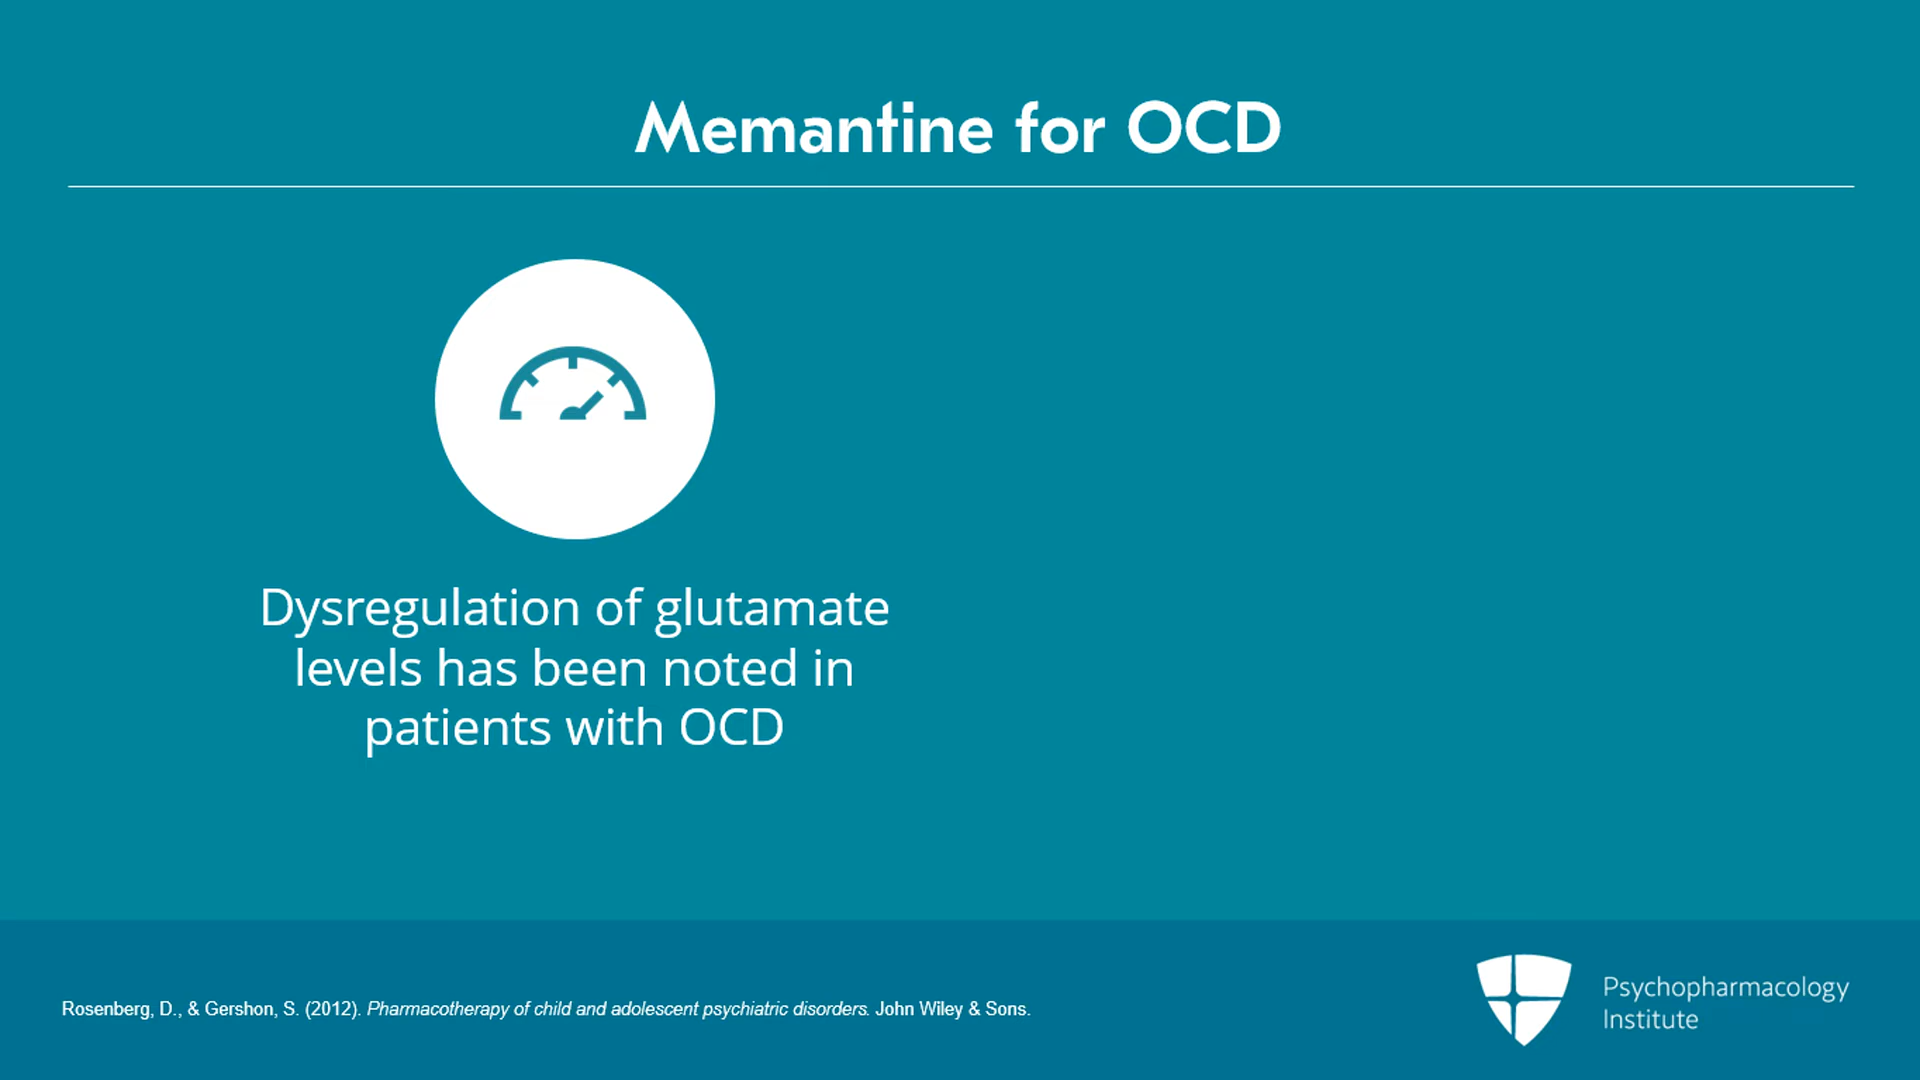 Memantine for OCD
Dysregulation of glutamate
levels has been noted in
patients with OCD
Rosenberg, D., & Gershon, S. (2012). Pharmacotherapy of child and adolescent psychiatric disorders. John Wiley & Sons.
Psychopharmacology
Institute